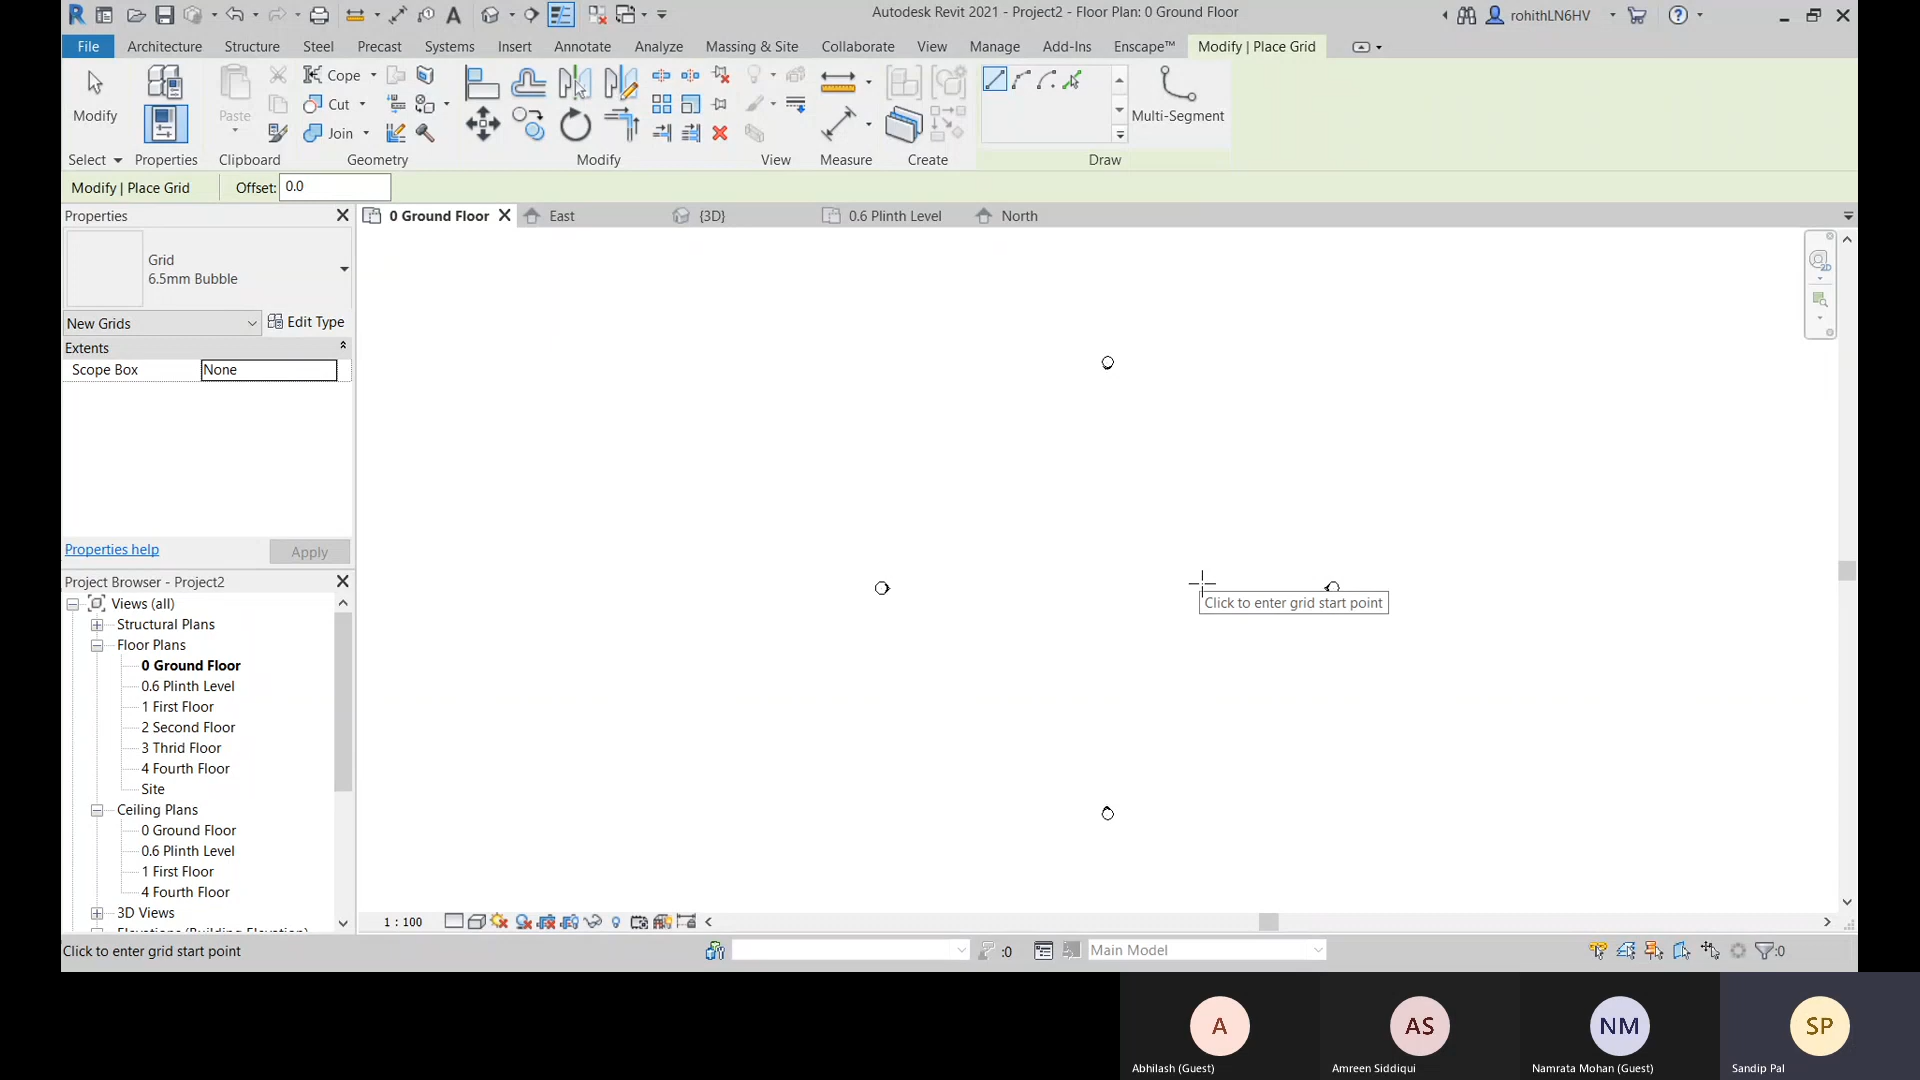 Autodesk Revit 2021 - Project2 - Floor Plan: 0 Ground Floor
rohithLN6HV
File Architecture Structure Steel Precast Systems Insert Annotate Analyze Massing & Site Collaborate View Manage Add-Ins Enscape™ Modify | Place Grid
Modify
Paste
Cope
Cut
Join
Multi-Segment
Select Properties Clipboard Geometry Modify View Measure Create Draw
Modify | Place Grid Offset: 0.0
Properties
0 Ground Floor East {3D} 0.6 Plinth Level North
Grid
6.5mm Bubble
New Grids Edit Type
Extents
Scope Box None
2D
Click to enter grid start point
Properties help Apply
Project Browser - Project2
Views (all)
Structural Plans
Floor Plans
0 Ground Floor
0.6 Plinth Level
1 First Floor
2 Second Floor
3 Thrid Floor
4 Fourth Floor
Site
Ceiling Plans
0 Ground Floor
0.6 Plinth Level
1 First Floor
4 Fourth Floor
3D Views
Elevations (Building Elevation)
1 : 100
Click to enter grid start point :0 Main Model :0
A AS NM SP
Abhilash (Guest) Amreen Siddiqui Namrata Mohan (Guest) Sandip Pal